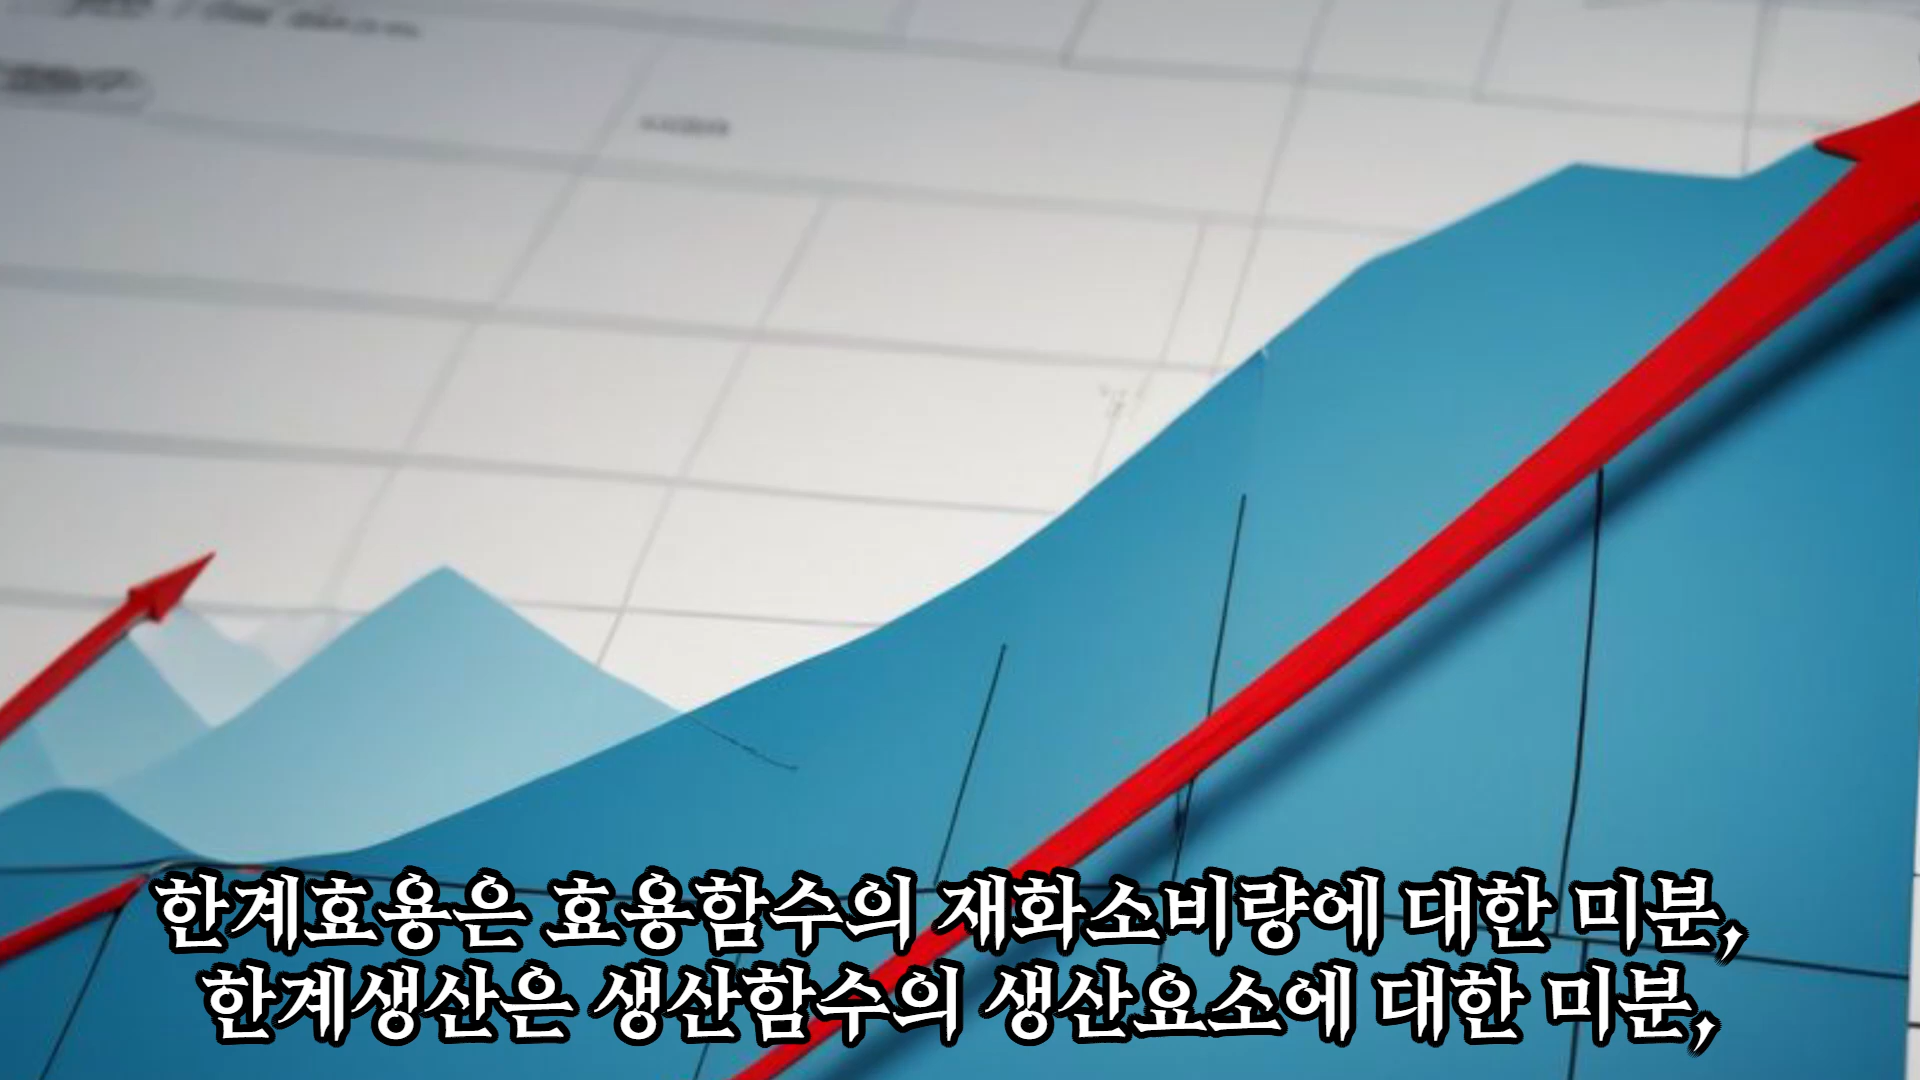 한계효용은 효용함수의 재화소비량에 대한 미분,
한계생산은 생산함수의 생산요소에 대한 미분,